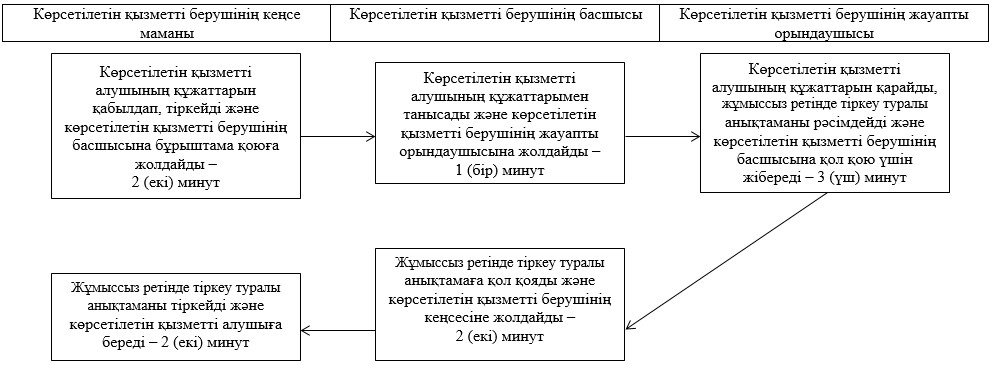 Көрсетілетін қызметті берушінің кеңсе
маманы
Көрсетілетін қызметті берушінің басшысы
Көрсетілетін қызметті берушінің жауапты
орындаушысы
Көрсетілетін қызметті
алушының құжаттарын
қабылдап, тіркейді және
көрсетілетін қызметті берушінің
басшысына бұрыштама қоюға
жолдайды –
2 (екі) минут
Көрсетілетін қызметті
алушының құжаттарымен
танысады және көрсетілетін
қызметті берушінің жауапты
орындаушысына жолдайды –
1 (бір) минут
Көрсетілетін қызметті
алушының құжаттарын қарайды,
жұмыссыз ретінде тіркеу туралы
анықтаманы рәсімдейді және
көрсетілетін қызметті берушінің
басшысына қол қою үшін
жібереді – 3 (үш) минут
Жұмыссыз ретінде тіркеу туралы
анықтамаға қол қояды және
көрсетілетін қызметті берушінің
кеңсесіне жолдайды –
2 (екі) минут
Жұмыссыз ретінде тіркеу туралы
анықтаманы тіркейді және
көрсетілетін қызметті алушыға
береді – 2 (екі) минут